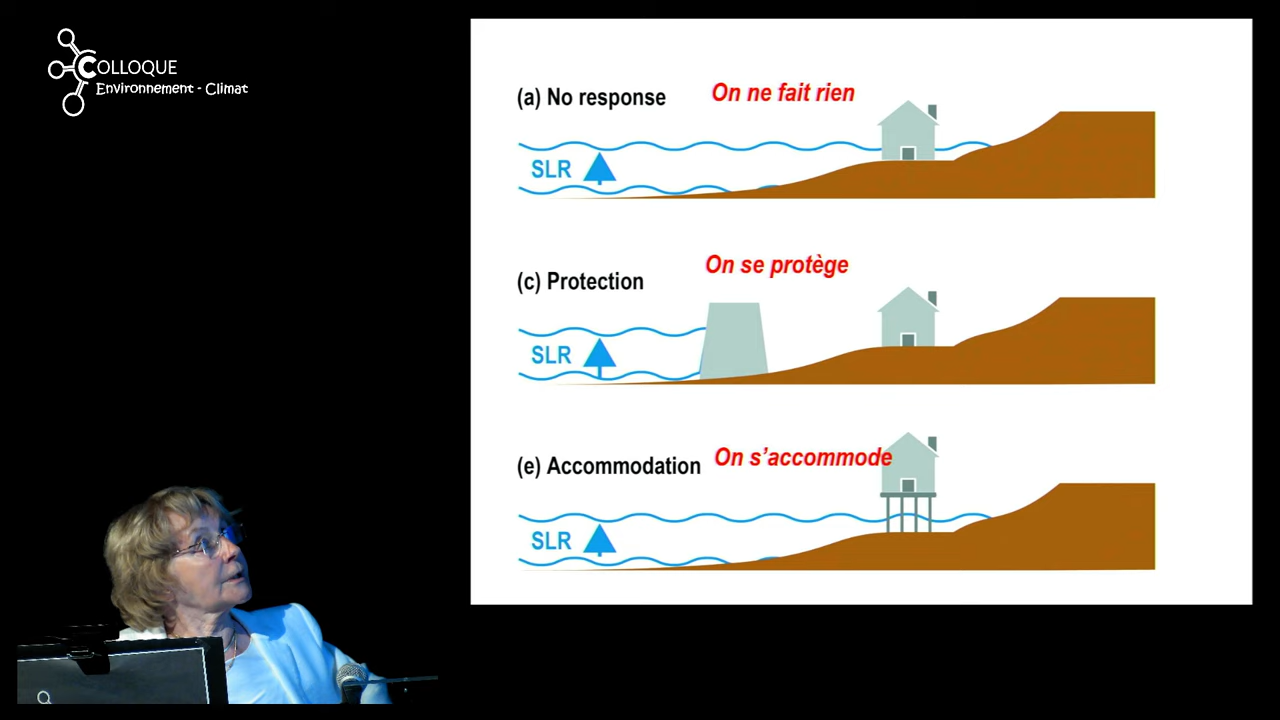 COLLOQUE
Environnement - Climat
(a) No response
On ne fait rien
SLR
(c) Protection
On se protège
SLR
(e) Accommodation
On s’accommode
SLR